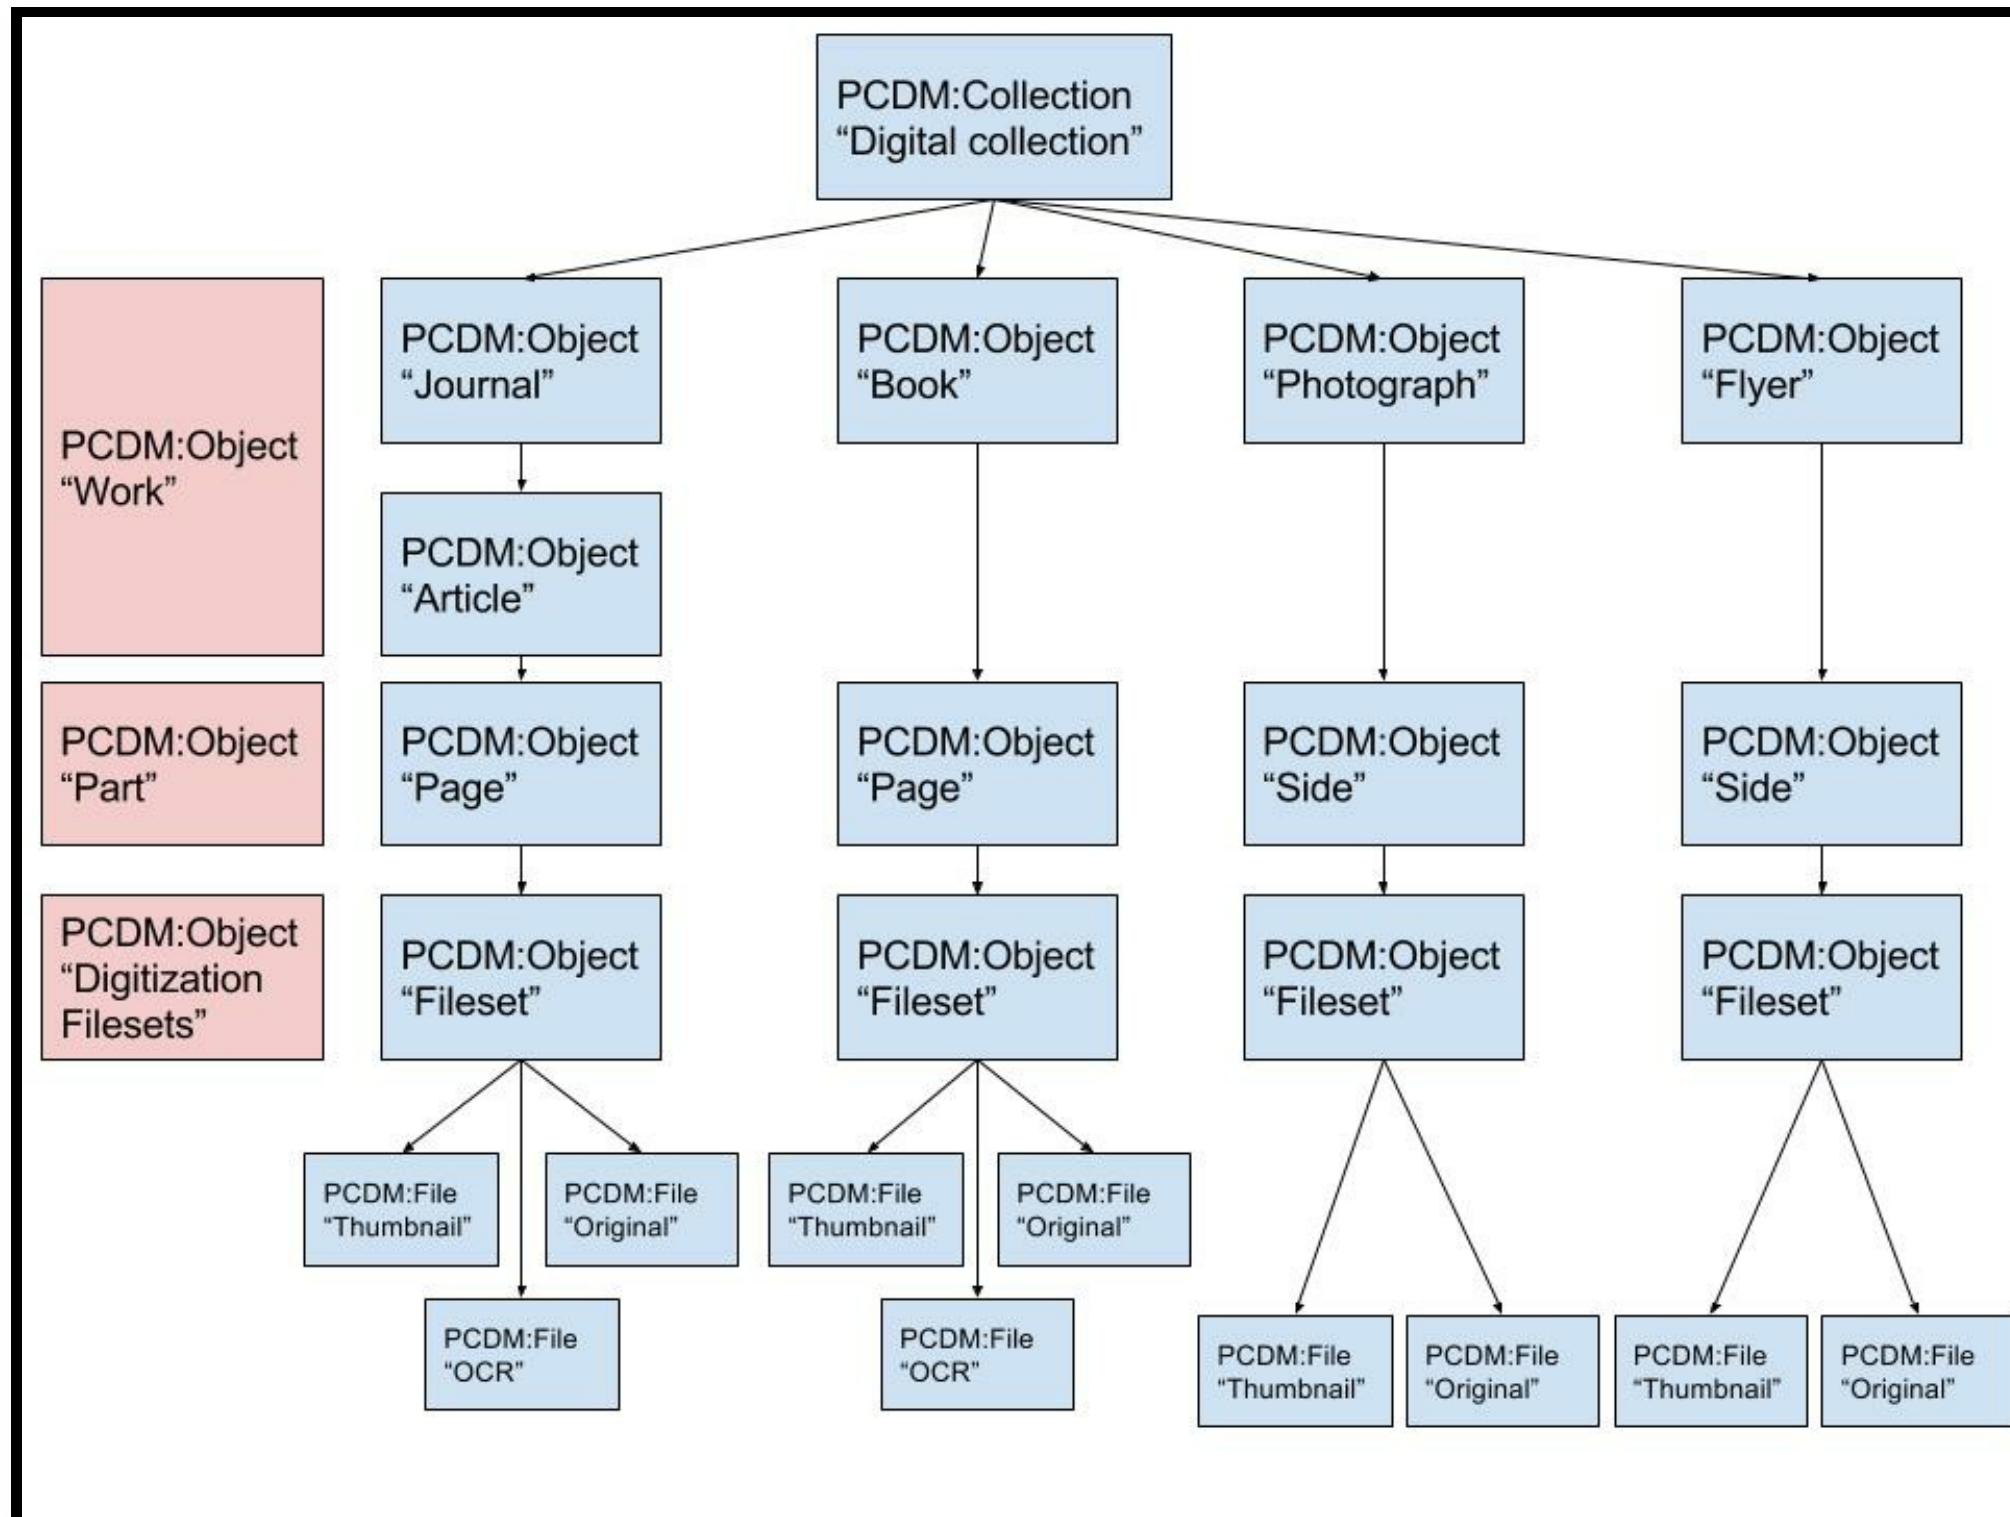 PCDM:Collection
“Digital collection”
PCDM:Object
“Work”
PCDM:Object
“Journal”
PCDM:Object
“Book”
PCDM:Object
“Photograph”
PCDM:Object
“Flyer”
PCDM:Object
“Article”
PCDM:Object
“Part”
PCDM:Object
“Page”
PCDM:Object
“Page”
PCDM:Object
“Side”
PCDM:Object
“Side”
PCDM:Object
“Digitization
Filesets”
PCDM:Object
“Fileset”
PCDM:Object
“Fileset”
PCDM:Object
“Fileset”
PCDM:Object
“Fileset”
PCDM:File
“Thumbnail”
PCDM:File
“Original”
PCDM:File
“Thumbnail”
PCDM:File
“Original”
PCDM:File
“OCR”
PCDM:File
“OCR”
PCDM:File
“Thumbnail”
PCDM:File
“Original”
PCDM:File
“Thumbnail”
PCDM:File
“Original”